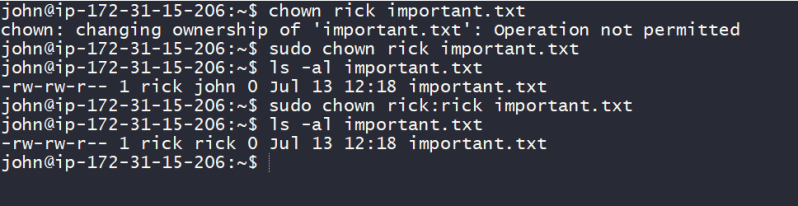 john@ip-172-31-15-206:~$ chown rick important.txt
chown: changing ownership of 'important.txt': Operation not permitted
john@ip-172-31-15-206:~$ sudo chown rick important.txt
john@ip-172-31-15-206:~$ ls -al important.txt
-rw-rw-r-- 1 rick john 0 Jul 13 12:18 important.txt
john@ip-172-31-15-206:~$ sudo chown rick:rick important.txt
john@ip-172-31-15-206:~$ ls -al important.txt
-rw-rw-r-- 1 rick rick 0 Jul 13 12:18 important.txt
john@ip-172-31-15-206:~$